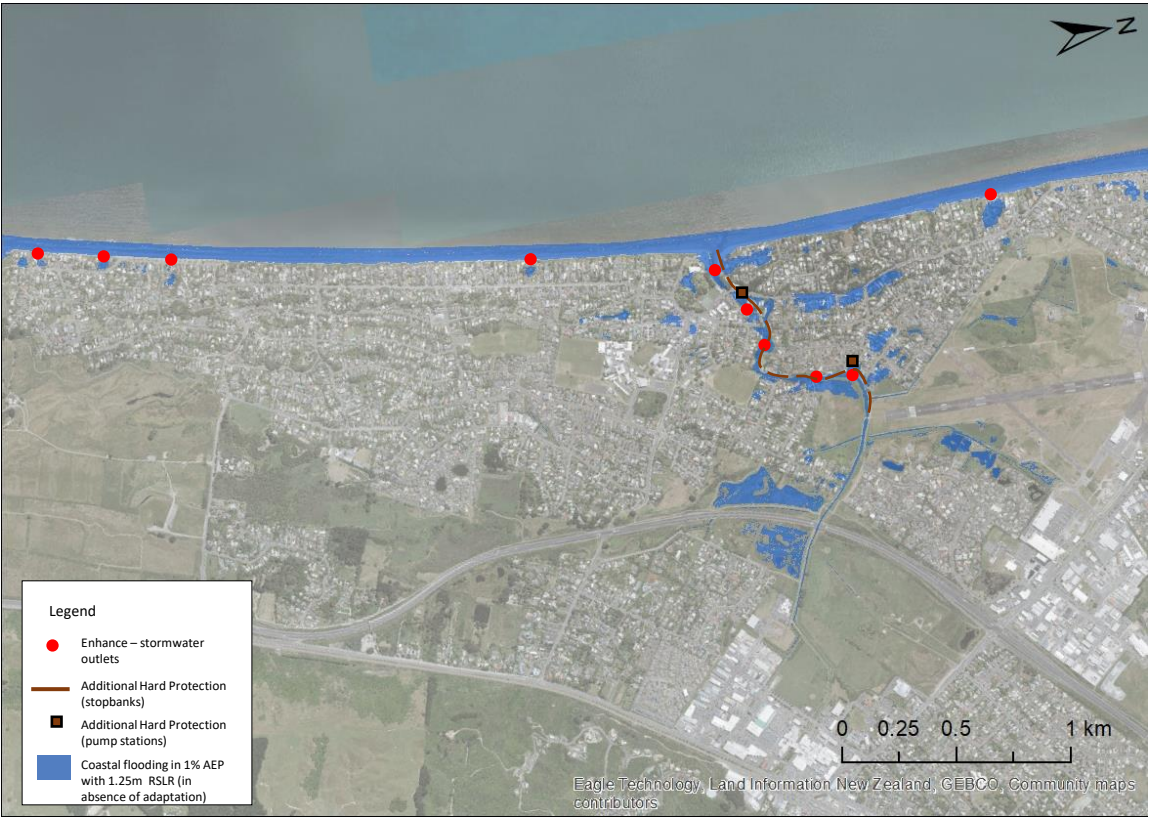 N
Legend
Enhance – stormwater
outlets
Additional Hard Protection
(stopbanks)
Additional Hard Protection
(pump stations)
Coastal flooding in 1% AEP
with 1.25m RSLR (in
absence of adaptation)
0 0.25 0.5 1 km
Eagle Technology, Land Information New Zealand, GEBCO, Community maps
contributors